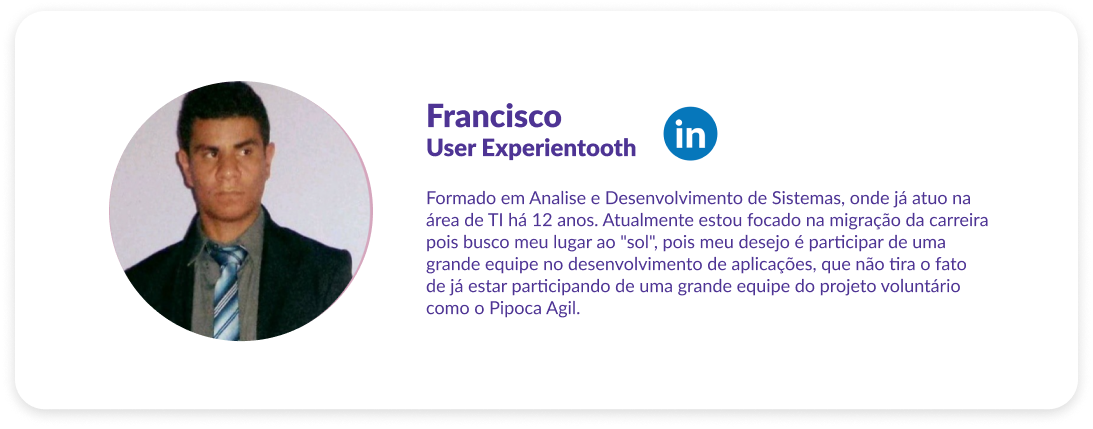 Francisco
User Experientooth
in
Formado em Analise e Desenvolvimento de Sistemas, onde já atuo na
área de TI há 12 anos. Atualmente estou focado na migração da carreira
pois busco meu lugar ao "sol", pois meu desejo é participar de uma
grande equipe no desenvolvimento de aplicações, que não tira o fato
de já estar participando de uma grande equipe do projeto voluntário
como o Pipoca Agil.